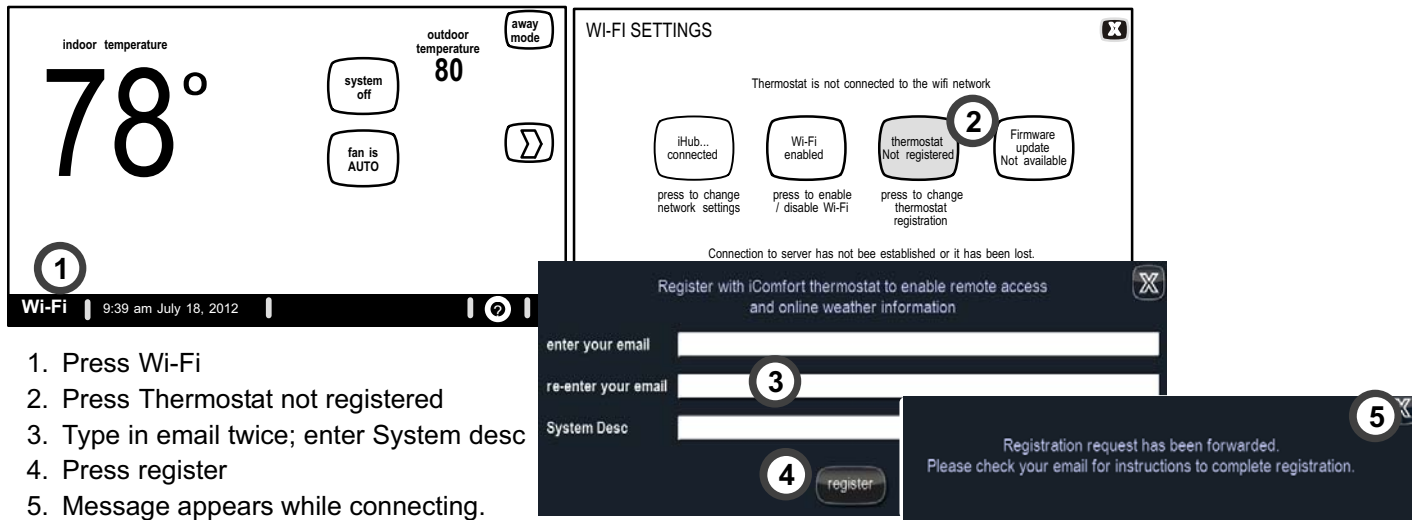 indoor temperature
78°
system
off
fan is
AUTO
outdoor
temperature
80
away
mode
1
Wi-Fi
9:39 am July 18, 2012
?
WI-FI SETTINGS
X
Thermostat is not connected to the wifi network
iHub...
connected
press to change
network settings
Wi-Fi
enabled
press to enable
/ disable Wi-Fi
2
thermostat
Not registered
press to change
thermostat
registration
Firmware
update
Not available
Connection to server has not bee established or it has been lost.
Register with iComfort thermostat to enable remote access
and online weather information
X
enter your email
re-enter your email
3
System Desc
4
register
5
X
Registration request has been forwarded.
Please check your email for instructions to complete registration.
1. Press Wi-Fi
2. Press Thermostat not registered
3. Type in email twice; enter System desc
4. Press register
5. Message appears while connecting.